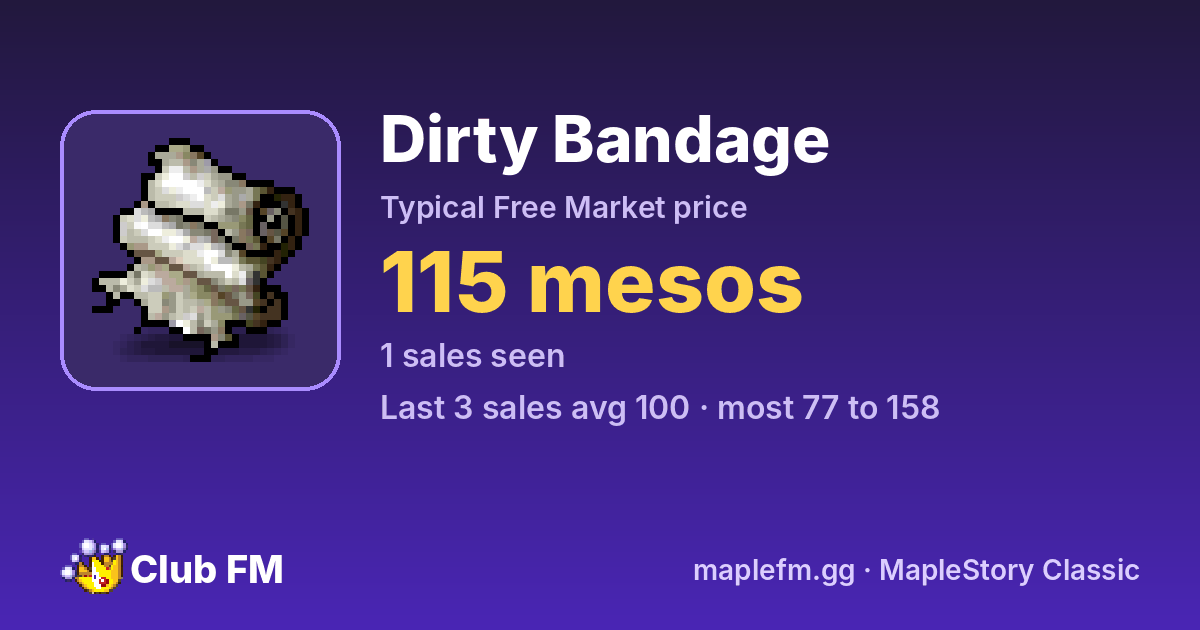 Dirty Bandage
Typical Free Market price
115 mesos
1 sales seen
Last 3 sales avg 100 · most 77 to 158
Club FM
maplefm.gg · MapleStory Classic